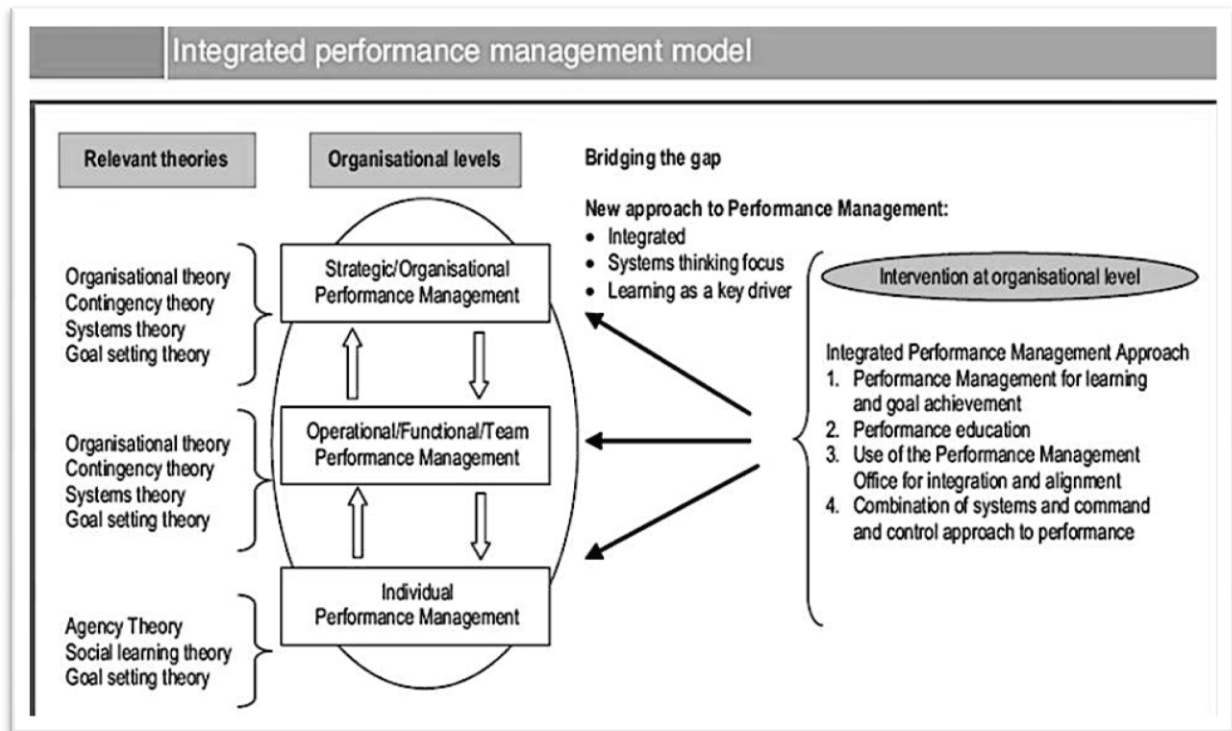 Integrated performance management model
Relevant theories
Organisational theory
Contingency theory
Systems theory
Goal setting theory
Organisational theory
Contingency theory
Systems theory
Goal setting theory
Agency Theory
Social learning theory
Goal setting theory
Organisational levels
Strategic/Organisational
Performance Management
Operational/Functional/Team
Performance Management
Individual
Performance Management
Bridging the gap
New approach to Performance Management:
• Integrated
• Systems thinking focus
• Learning as a key driver
Intervention at organisational level
Integrated Performance Management Approach
1. Performance Management for learning
and goal achievement
2. Performance education
3. Use of the Performance Management
Office for integration and alignment
4. Combination of systems and command
and control approach to performance